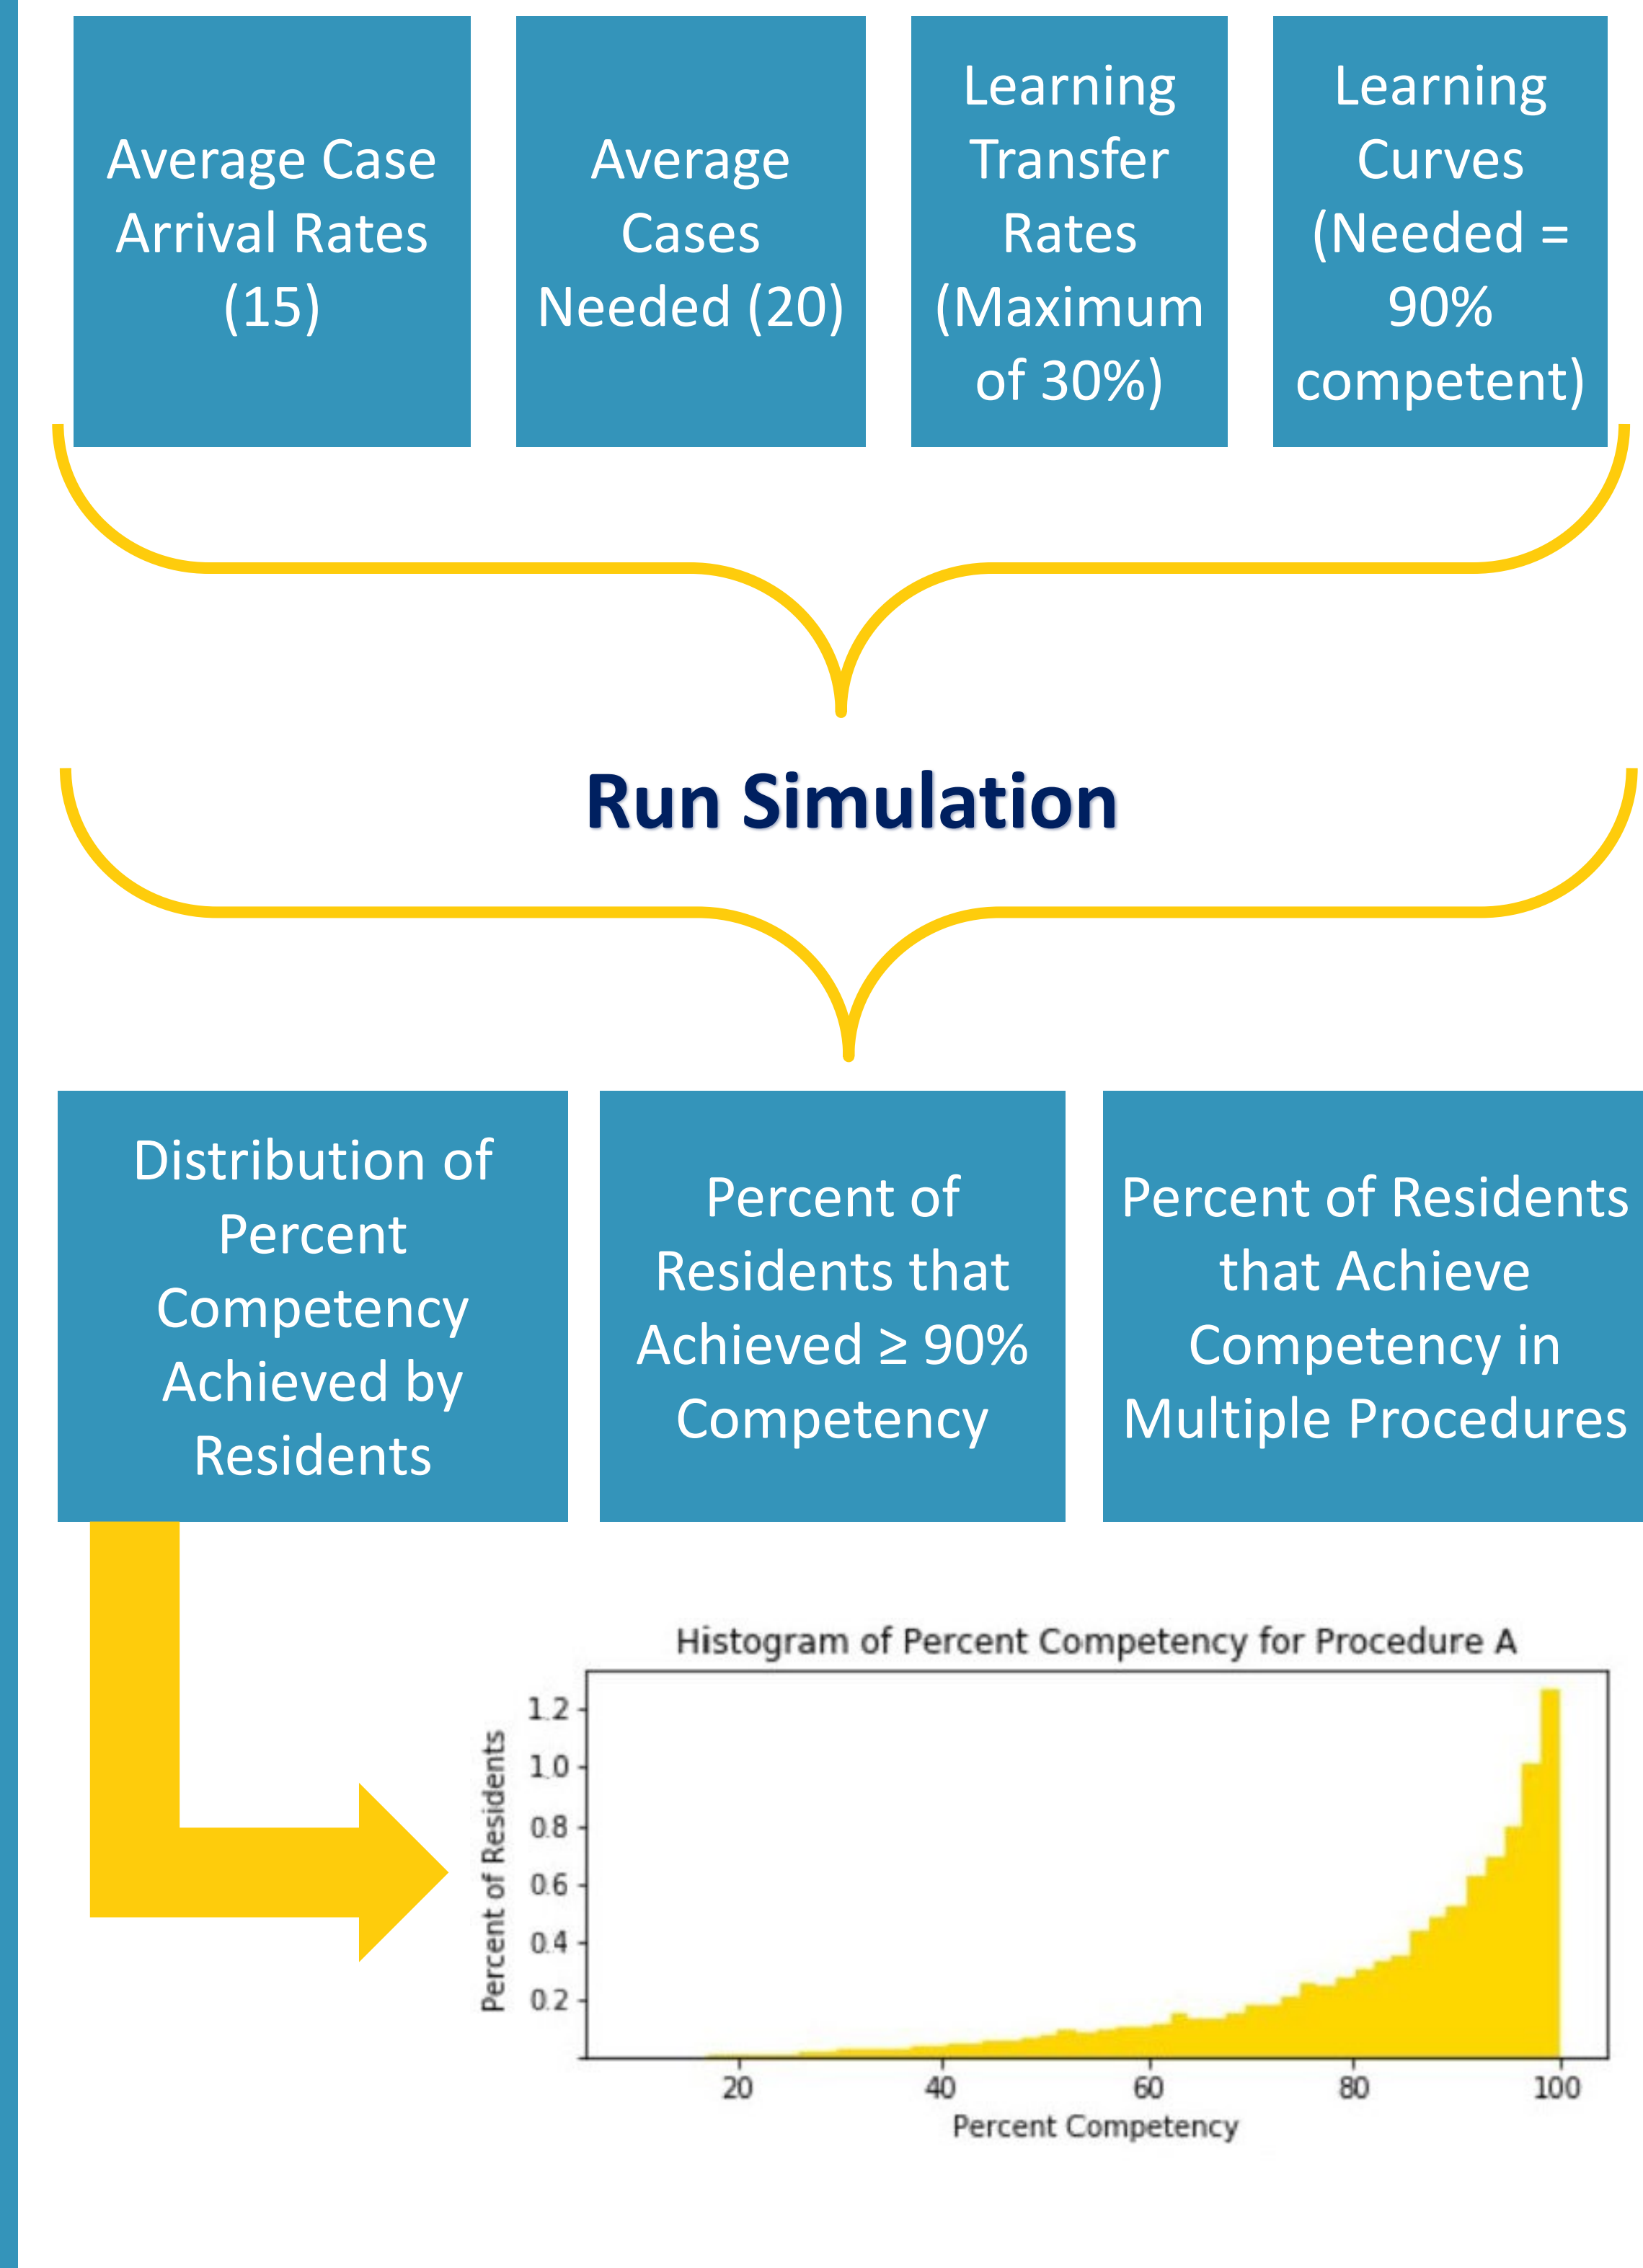 Average Case
Arrival Rates
(15)
Average
Cases
Needed (20)
Learning
Transfer
Rates
(Maximum
of 30%)
Learning
Curves
(Needed =
90%
competent)
Run Simulation
Distribution of
Percent
Competency
Achieved by
Residents
Percent of
Residents that
Achieved ≥ 90%
Competency
Percent of Residents
that Achieve
Competency in
Multiple Procedures
Histogram of Percent Competency for Procedure A
Percent of Residents
1.2
1.0
0.8
0.6
0.4
0.2
20 40 60 80 100
Percent Competency